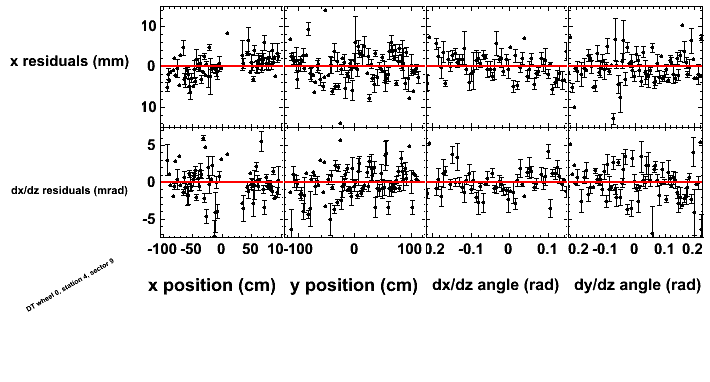 10
x residuals (mm)
0
10
5
dx/dz residuals (mrad)
0
-5
-100 -50 0 50 10 -100 0 100 0.2 -0.1 0 0.1 0.2 -0.1 0 0.1 0.2
x position (cm) y position (cm) dx/dz angle (rad) dy/dz angle (rad)
DT wheel 0, station 4, sector 9